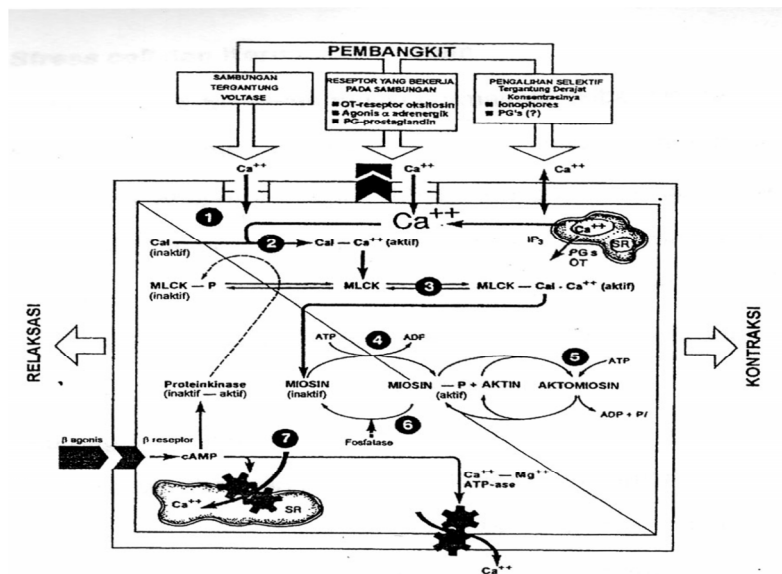 PEMBANGKIT
SAMBUNGAN
TERGANTUNG
VOLTASE
RESEPTOR YANG BEKERJA
PADA SAMBUNGAN
■ OT-reseptor oksitosin
■ Agonis α adrenergik
■ PG-prostaglandin
PENGALIHAN SELEKTIF
Tergantung Derajat
Konsentrasinya
■ Ionophores
■ PG's (?)
Ca++
Ca++
Ca++
1
Ca++
Ca++
SR
IP3
PGs
OT
Cal
(inaktif)
2
Cal — Ca++ (aktif)
MLCK — P
(inaktif)
MLCK
3
MLCK — Cal - Ca++ (aktif)
RELAKSASI
KONTRAKSI
ATP
4
ADP
5
ATP
Proteinkinase
(inaktif — aktif)
MIOSIN
(inaktif)
MIOSIN — P + AKTIN
(aktif)
AKTOMIOSIN
ADP + Pi
6
Fosfatase
β agonis
β reseptor
cAMP
7
Ca++
SR
Ca++ — Mg++
ATP-ase
Ca++